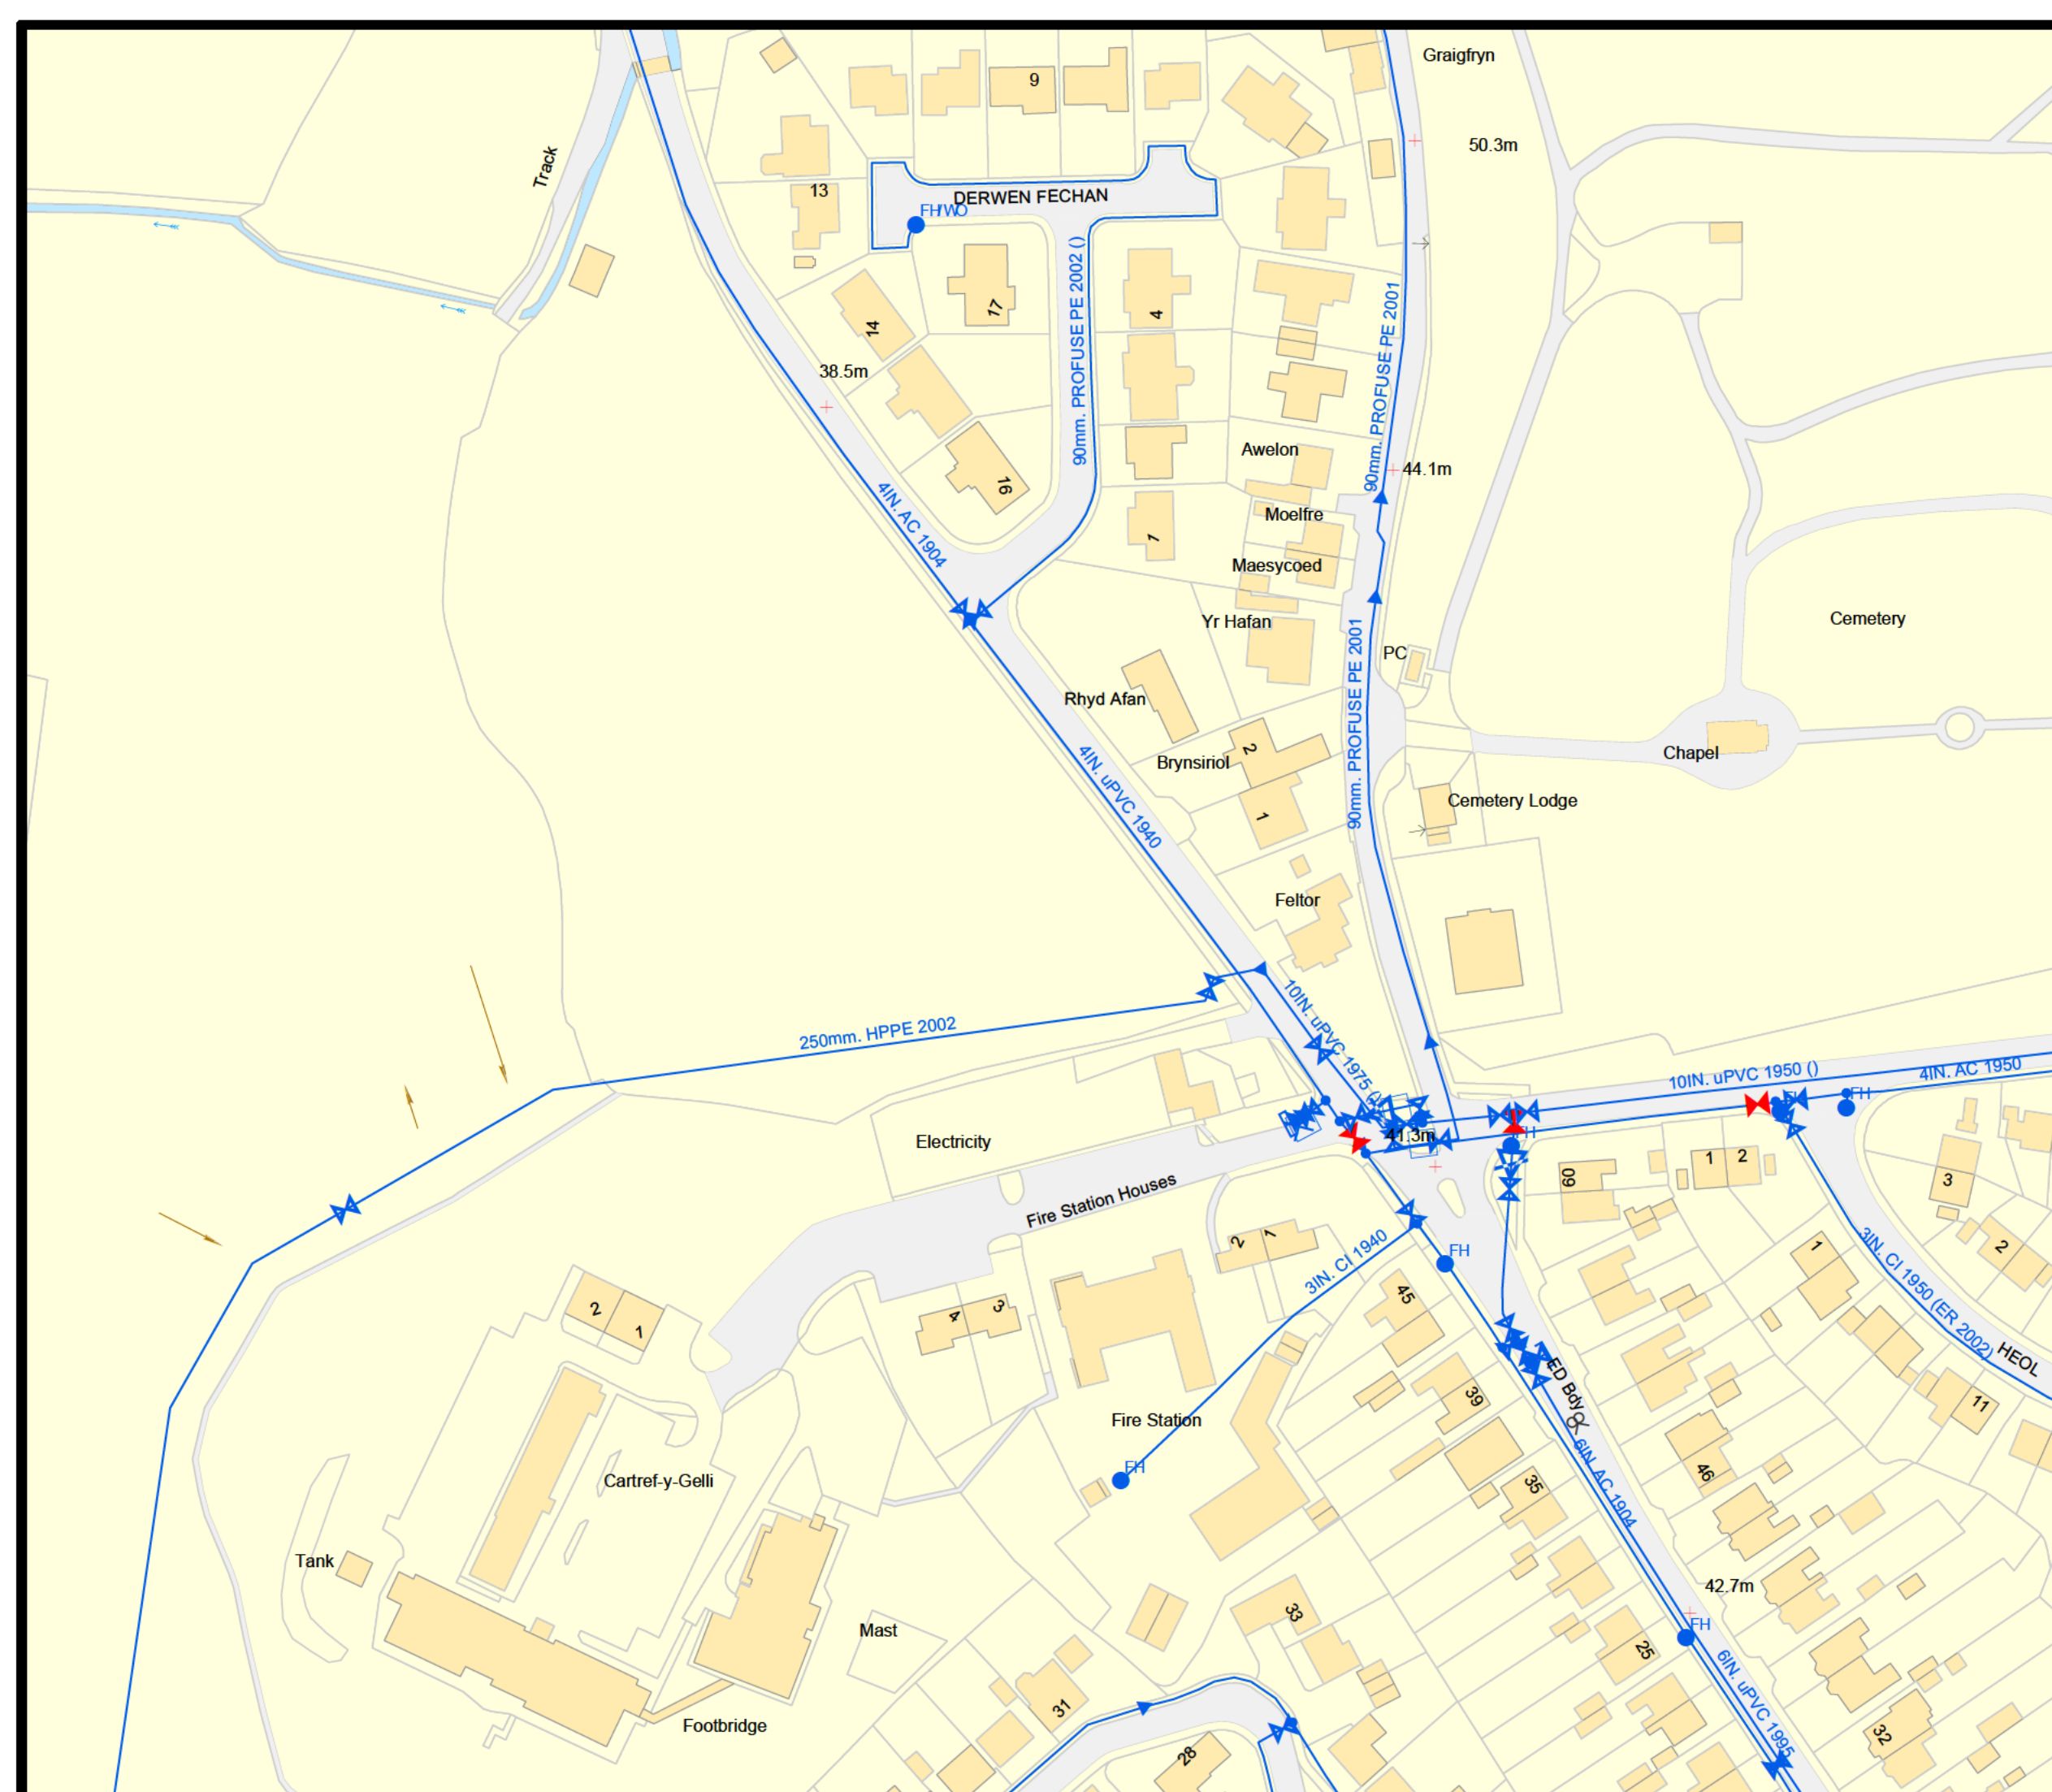 Graigfryn
9
50.3m
Track
13
DERWEN FECHAN
FH/WO
17
14
4
90mm. PROFUSE PE 2002 ()
90mm. PROFUSE PE 2001
38.5m
Awelon
44.1m
16
4IN. AC 1904
Moelfre
1
Maesycoed
Yr Hafan
Cemetery
PC
90mm. PROFUSE PE 2001
Rhyd Afan
2
Brynsiriol
Chapel
4IN. uPVC 1940
1
Cemetery Lodge
Feltor
10IN. uPVC 1975 ()
250mm. HPPE 2002
10IN. uPVC 1950 ()
4IN. AC 1950
FH
Electricity
41.3m
FH
1
2
60
3
Fire Station Houses
2
1
3IN. CI 1940
FH
1
2
3IN. CI 1950 (ER 2002)
45
2
1
4
3
HEOL
ED Bdy
39
11
Fire Station
FH
Cartref-y-Gelli
6IN. AC 1904
46
35
Tank
42.7m
33
FH
Mast
25
31
6IN. uPVC 1995
Footbridge
28
32